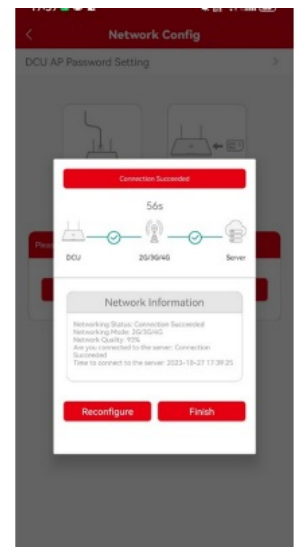 Network Config
DCU AP Password Setting
Connection Succeeded
56s
DCU
2G/3G/4G
Server
Network Information
Networking Status: Connection Succeeded
Networking Mode: 2G/3G/4G
Network Quality: 93%
Are you connected to the server: Connection
Succeeded
Time to connect to the server: 2023-10-27 17:39:25
Reconfigure
Finish